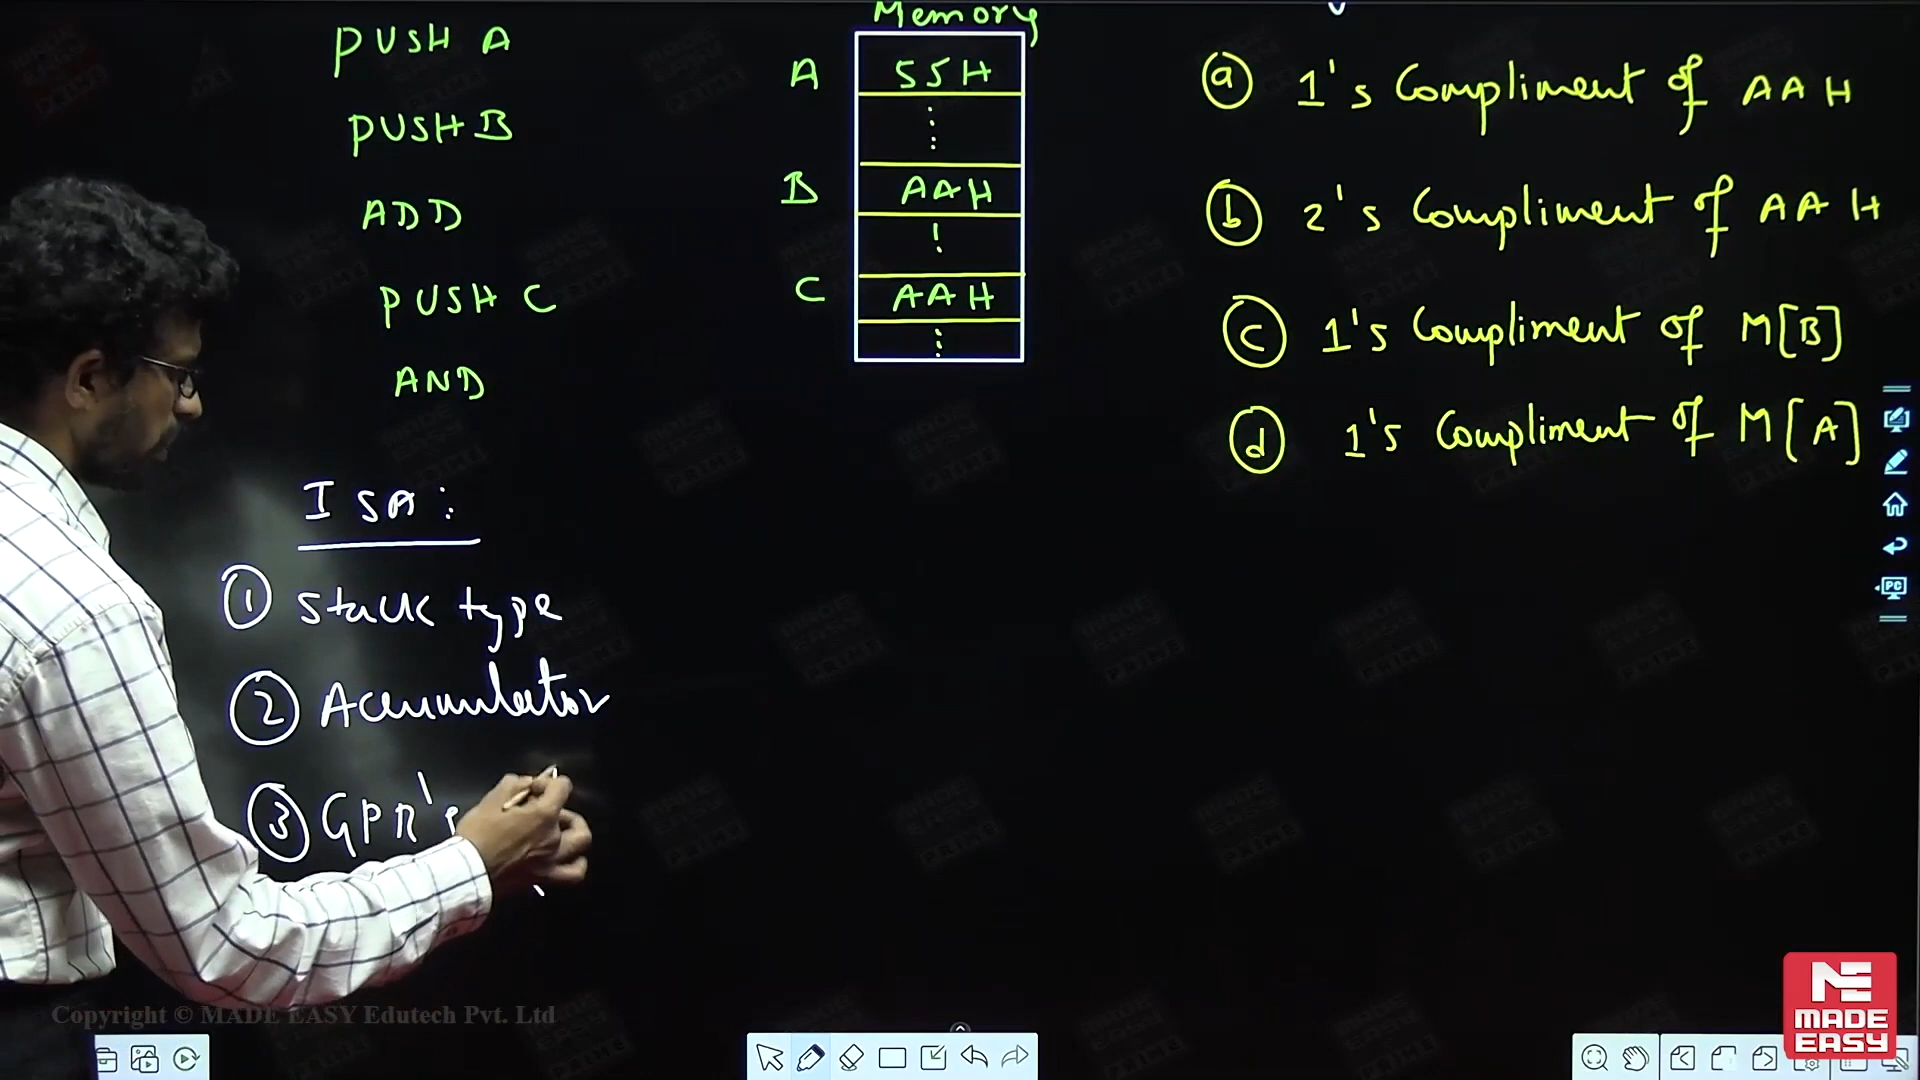 PUSH A
PUSH B
ADD
PUSH C
AND
Memory
A 55H
B AAH
C AAH
ⓐ 1's Compliment of AAH
ⓑ 2's Compliment of AAH
ⓒ 1's Compliment of M[B]
ⓓ 1's Compliment of M[A]
ISA:
① Stack type
② Accumulator
③ GPR's
Copyright © MADE EASY Edutech Pvt. Ltd
PC
MADE
EASY